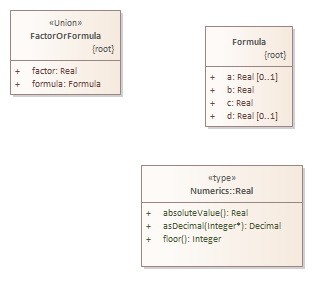 «Union»
FactorOrFormula
{root}
+ factor: Real
+ formula: Formula
Formula
{root}
+ a: Real [0..1]
+ b: Real
+ c: Real
+ d: Real [0..1]
«type»
Numerics::Real
+ absoluteValue(): Real
+ asDecimal(Integer*): Decimal
+ floor(): Integer